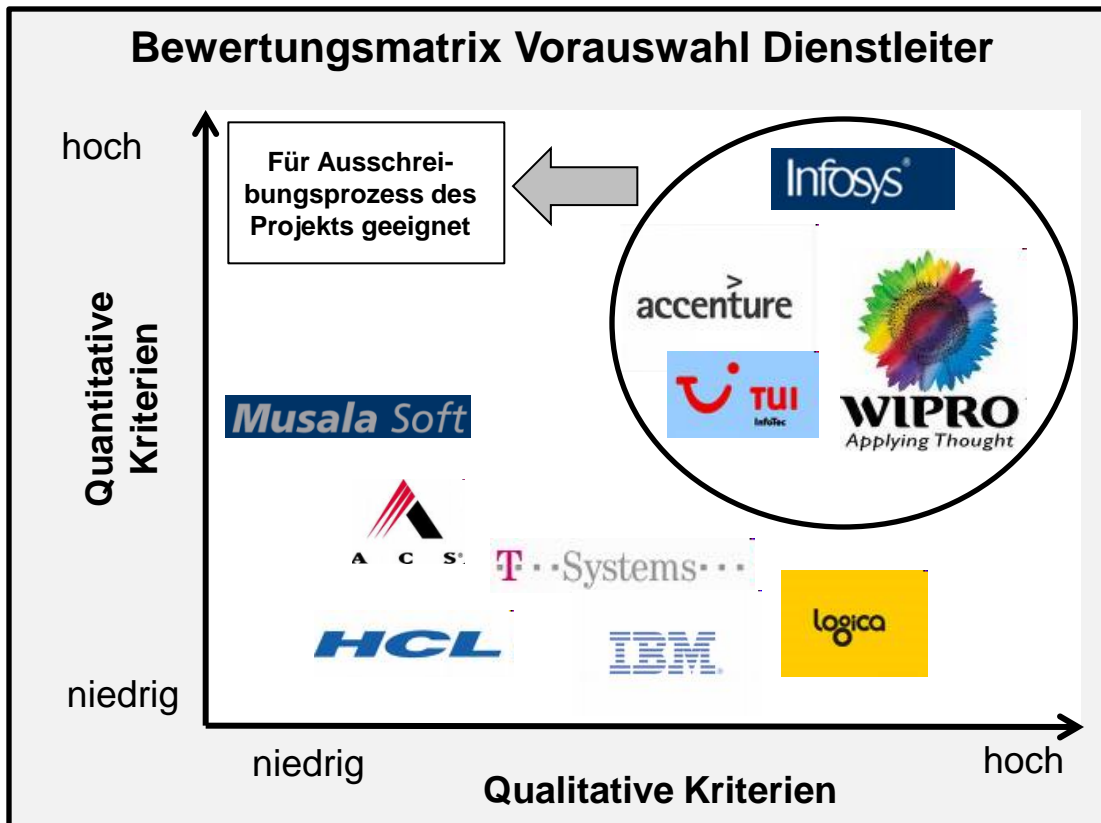 Bewertungsmatrix Vorauswahl Dienstleiter
hoch
Für Ausschrei-
bungsprozess des
Projekts geeignet
Infosys®
>
accenture
Quantitative
Kriterien
TUI
InfoTec
WIPRO
Applying Thought
Musala Soft
A C S®
T··Systems···
logica
HCL
IBM®
niedrig
niedrig
hoch
Qualitative Kriterien